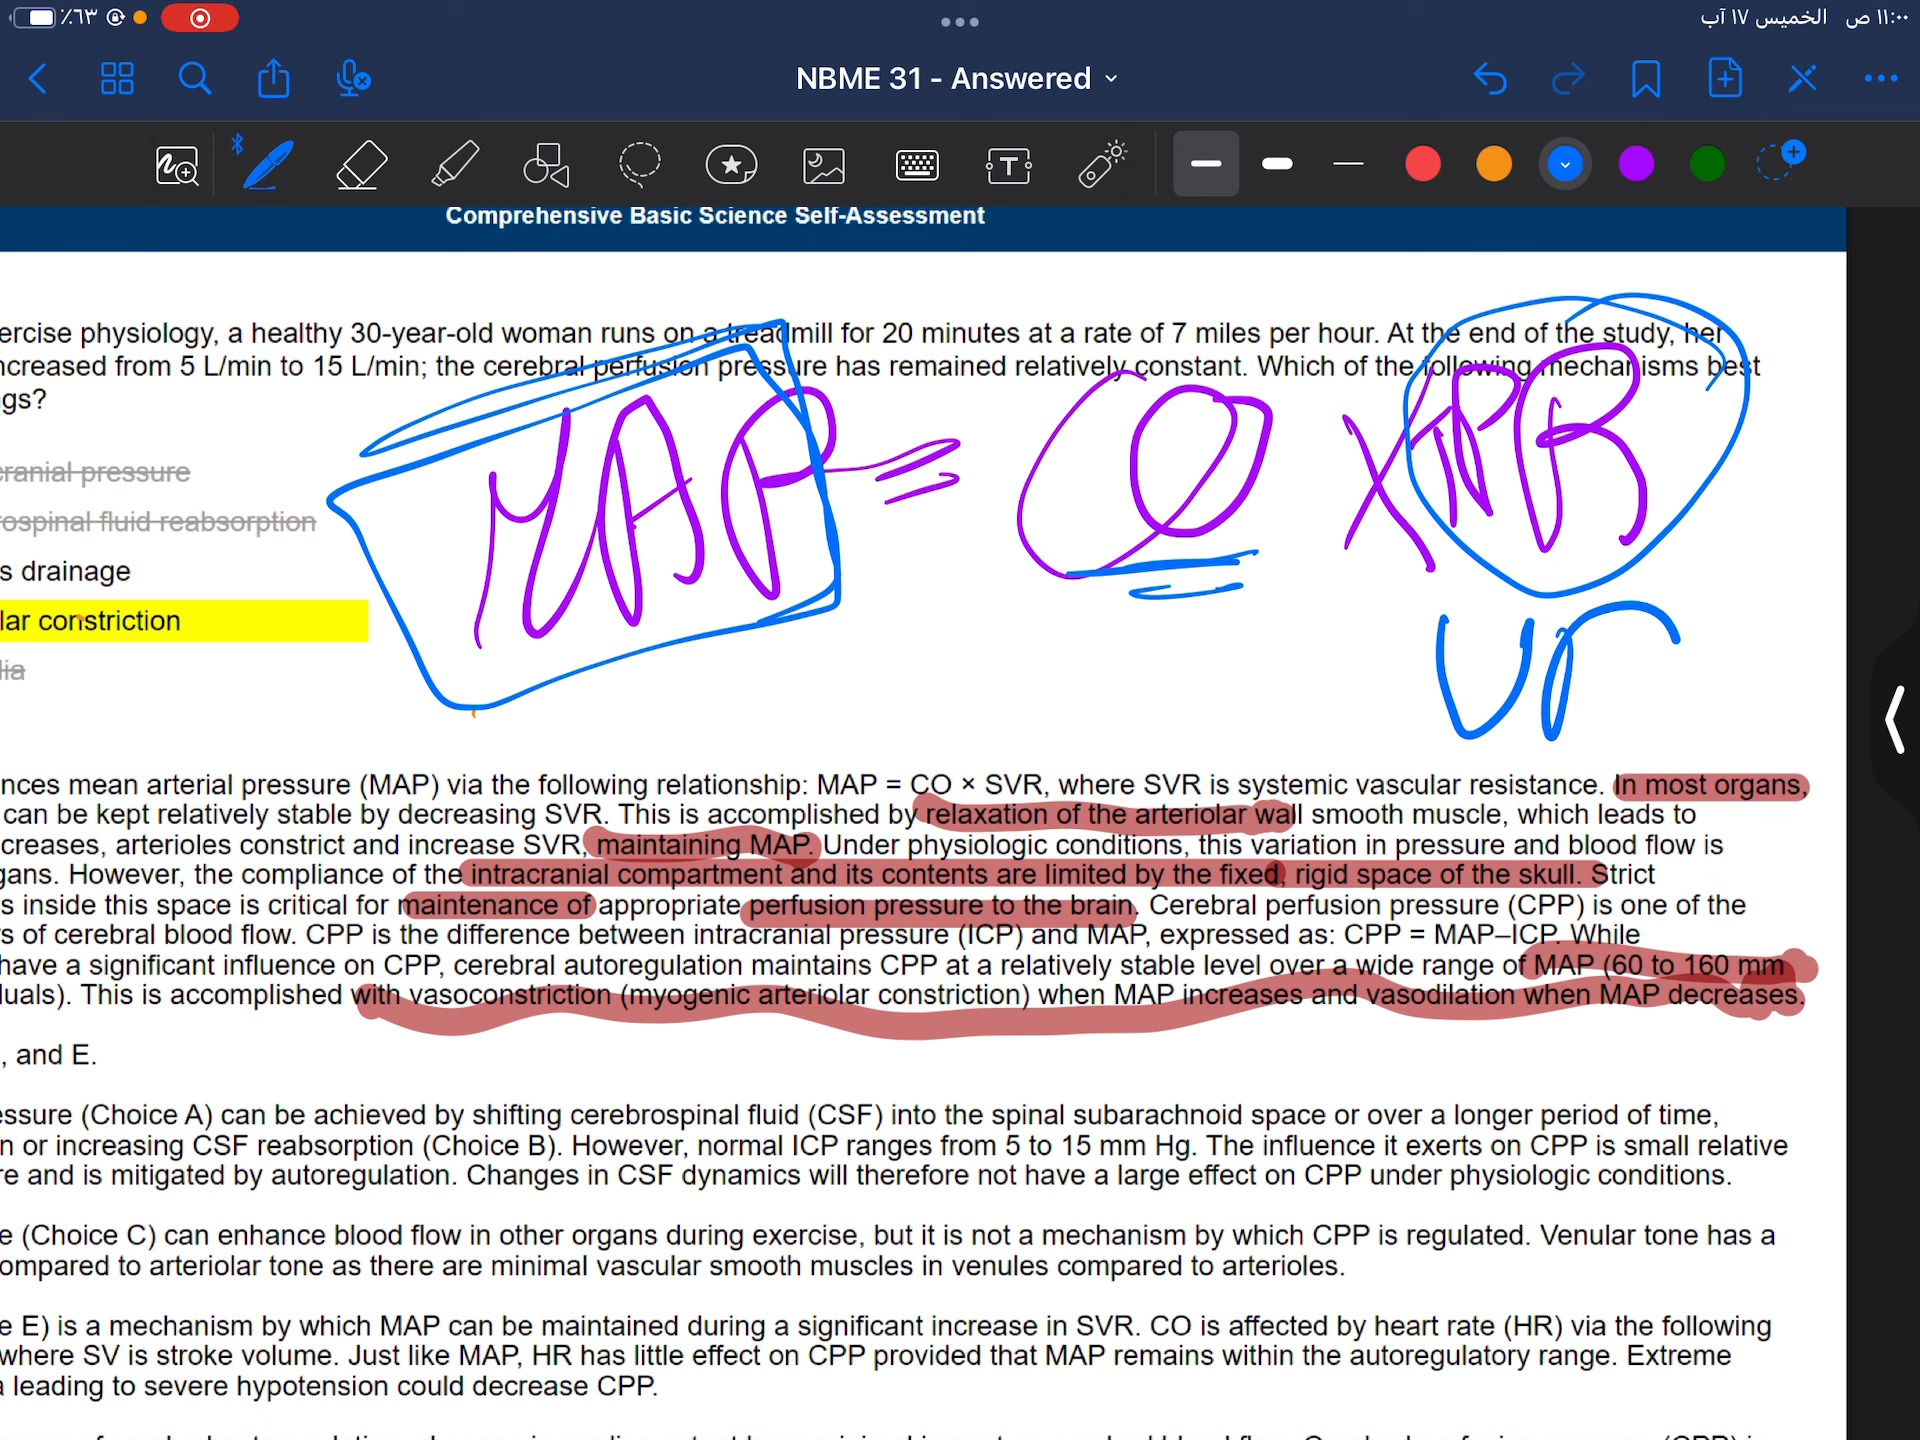 ٪٦٣
الخميس ١٧ آب ١١:٠٠ ص
NBME 31 - Answered
T
Comprehensive Basic Science Self-Assessment
ercise physiology, a healthy 30-year-old woman runs on a treadmill for 20 minutes at a rate of 7 miles per hour. At the end of the study, her
ncreased from 5 L/min to 15 L/min; the cerebral perfusion pressure has remained relatively constant. Which of the following mechanisms best
gs?
cranial pressure
rospinal fluid reabsorption
s drainage
lar constriction
lia
MAP = CO X
nces mean arterial pressure (MAP) via the following relationship: MAP = CO × SVR, where SVR is systemic vascular resistance. In most organs,
can be kept relatively stable by decreasing SVR. This is accomplished by relaxation of the arteriolar wall smooth muscle, which leads to
creases, arterioles constrict and increase SVR, maintaining MAP. Under physiologic conditions, this variation in pressure and blood flow is
gans. However, the compliance of the intracranial compartment and its contents are limited by the fixed, rigid space of the skull. Strict
s inside this space is critical for maintenance of appropriate perfusion pressure to the brain. Cerebral perfusion pressure (CPP) is one of the
rs of cerebral blood flow. CPP is the difference between intracranial pressure (ICP) and MAP, expressed as: CPP = MAP–ICP. While
have a significant influence on CPP, cerebral autoregulation maintains CPP at a relatively stable level over a wide range of MAP (60 to 160 mm
luals). This is accomplished with vasoconstriction (myogenic arteriolar constriction) when MAP increases and vasodilation when MAP decreases.
, and E.
essure (Choice A) can be achieved by shifting cerebrospinal fluid (CSF) into the spinal subarachnoid space or over a longer period of time,
n or increasing CSF reabsorption (Choice B). However, normal ICP ranges from 5 to 15 mm Hg. The influence it exerts on CPP is small relative
re and is mitigated by autoregulation. Changes in CSF dynamics will therefore not have a large effect on CPP under physiologic conditions.
e (Choice C) can enhance blood flow in other organs during exercise, but it is not a mechanism by which CPP is regulated. Venular tone has a
ompared to arteriolar tone as there are minimal vascular smooth muscles in venules compared to arterioles.
e E) is a mechanism by which MAP can be maintained during a significant increase in SVR. CO is affected by heart rate (HR) via the following
where SV is stroke volume. Just like MAP, HR has little effect on CPP provided that MAP remains within the autoregulatory range. Extreme
a leading to severe hypotension could decrease CPP.